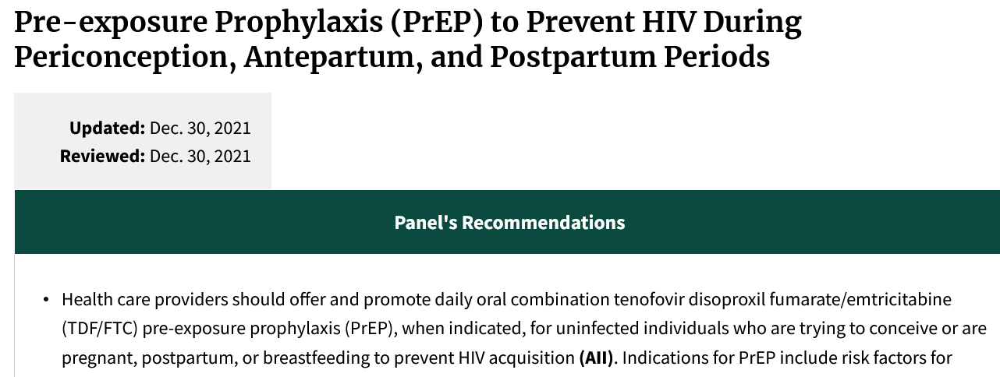 Pre-exposure Prophylaxis (PrEP) to Prevent HIV During
Periconception, Antepartum, and Postpartum Periods
Updated: Dec. 30, 2021
Reviewed: Dec. 30, 2021
Panel's Recommendations
• Health care providers should offer and promote daily oral combination tenofovir disoproxil fumarate/emtricitabine
(TDF/FTC) pre-exposure prophylaxis (PrEP), when indicated, for uninfected individuals who are trying to conceive or are
pregnant, postpartum, or breastfeeding to prevent HIV acquisition (AII). Indications for PrEP include risk factors for